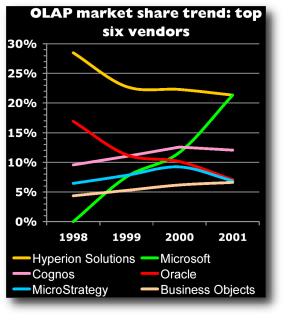 OLAP market share trend: top
six vendors
30%
25%
20%
15%
10%
5%
0%
1998 1999 2000 2001
Hyperion Solutions Microsoft
Cognos Oracle
MicroStrategy Business Objects